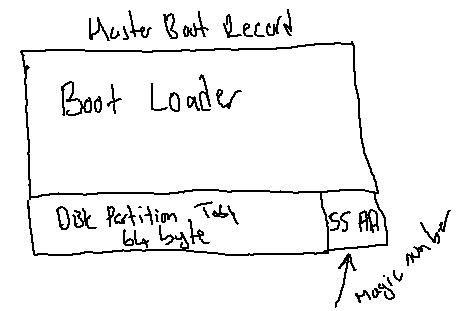 Master Boot Record
Boot Loader
Disk Partition Table
64 byte
55 AA
Magic number